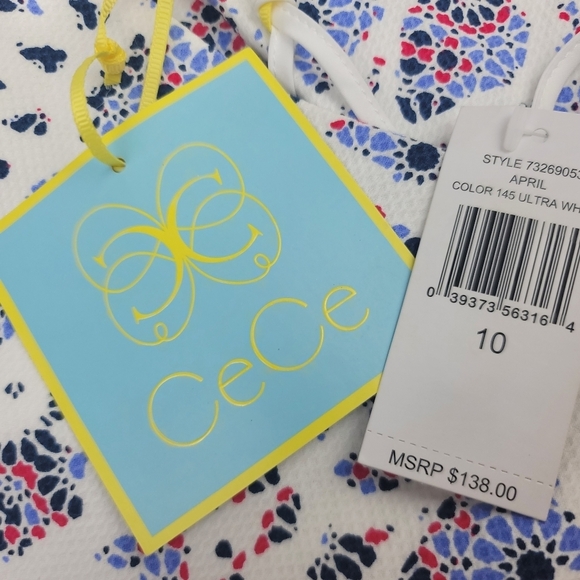 CeCe
STYLE 73269053
APRIL
COLOR 145 ULTRA WH
0 39373 56316 4
10
MSRP $138.00